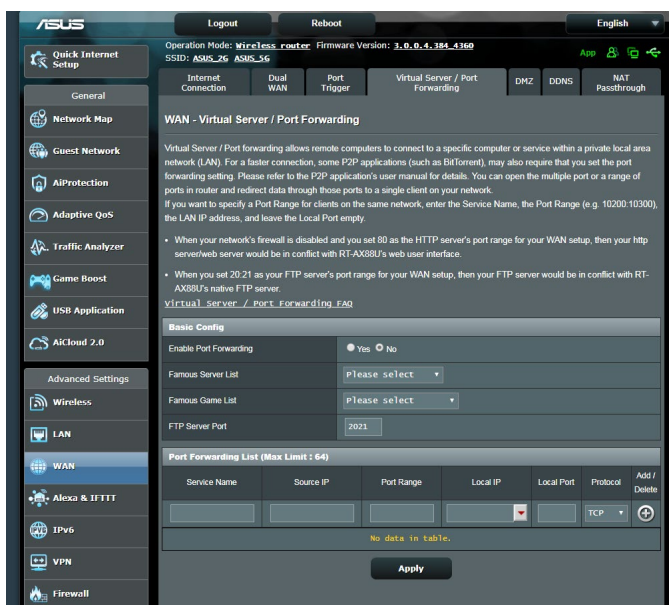 ASUS
Logout
Reboot
English
Quick Internet
Setup
Operation Mode: Wireless router Firmware Version: 3.0.0.4.384_4360
SSID: ASUS_2G ASUS_5G
App
Internet
Connection
Dual
WAN
Port
Trigger
Virtual Server / Port
Forwarding
DMZ
DDNS
NAT
Passthrough
General
Network Map
Guest Network
AiProtection
Adaptive QoS
Traffic Analyzer
Game Boost
USB Application
AiCloud 2.0
Advanced Settings
Wireless
LAN
WAN
Alexa & IFTTT
IPv6
VPN
Firewall
WAN - Virtual Server / Port Forwarding
Virtual Server / Port forwarding allows remote computers to connect to a specific computer or service within a private local area
network (LAN). For a faster connection, some P2P applications (such as BitTorrent), may also require that you set the port
forwarding setting. Please refer to the P2P application's user manual for details. You can open the multiple port or a range of
ports in router and redirect data through those ports to a single client on your network.
If you want to specify a Port Range for clients on the same network, enter the Service Name, the Port Range (e.g. 10200:10300),
the LAN IP address, and leave the Local Port empty.
• When your network's firewall is disabled and you set 80 as the HTTP server's port range for your WAN setup, then your http
server/web server would be in conflict with RT-AX88U's web user interface.
• When you set 20:21 as your FTP server's port range for your WAN setup, then your FTP server would be in conflict with RT-
AX88U's native FTP server.
Virtual Server / Port Forwarding FAQ
Basic Config
Enable Port Forwarding Yes No
Famous Server List Please select
Famous Game List Please select
FTP Server Port 2021
Port Forwarding List (Max Limit : 64)
Service Name Source IP Port Range Local IP Local Port Protocol Add /
Delete
TCP
No data in table.
Apply